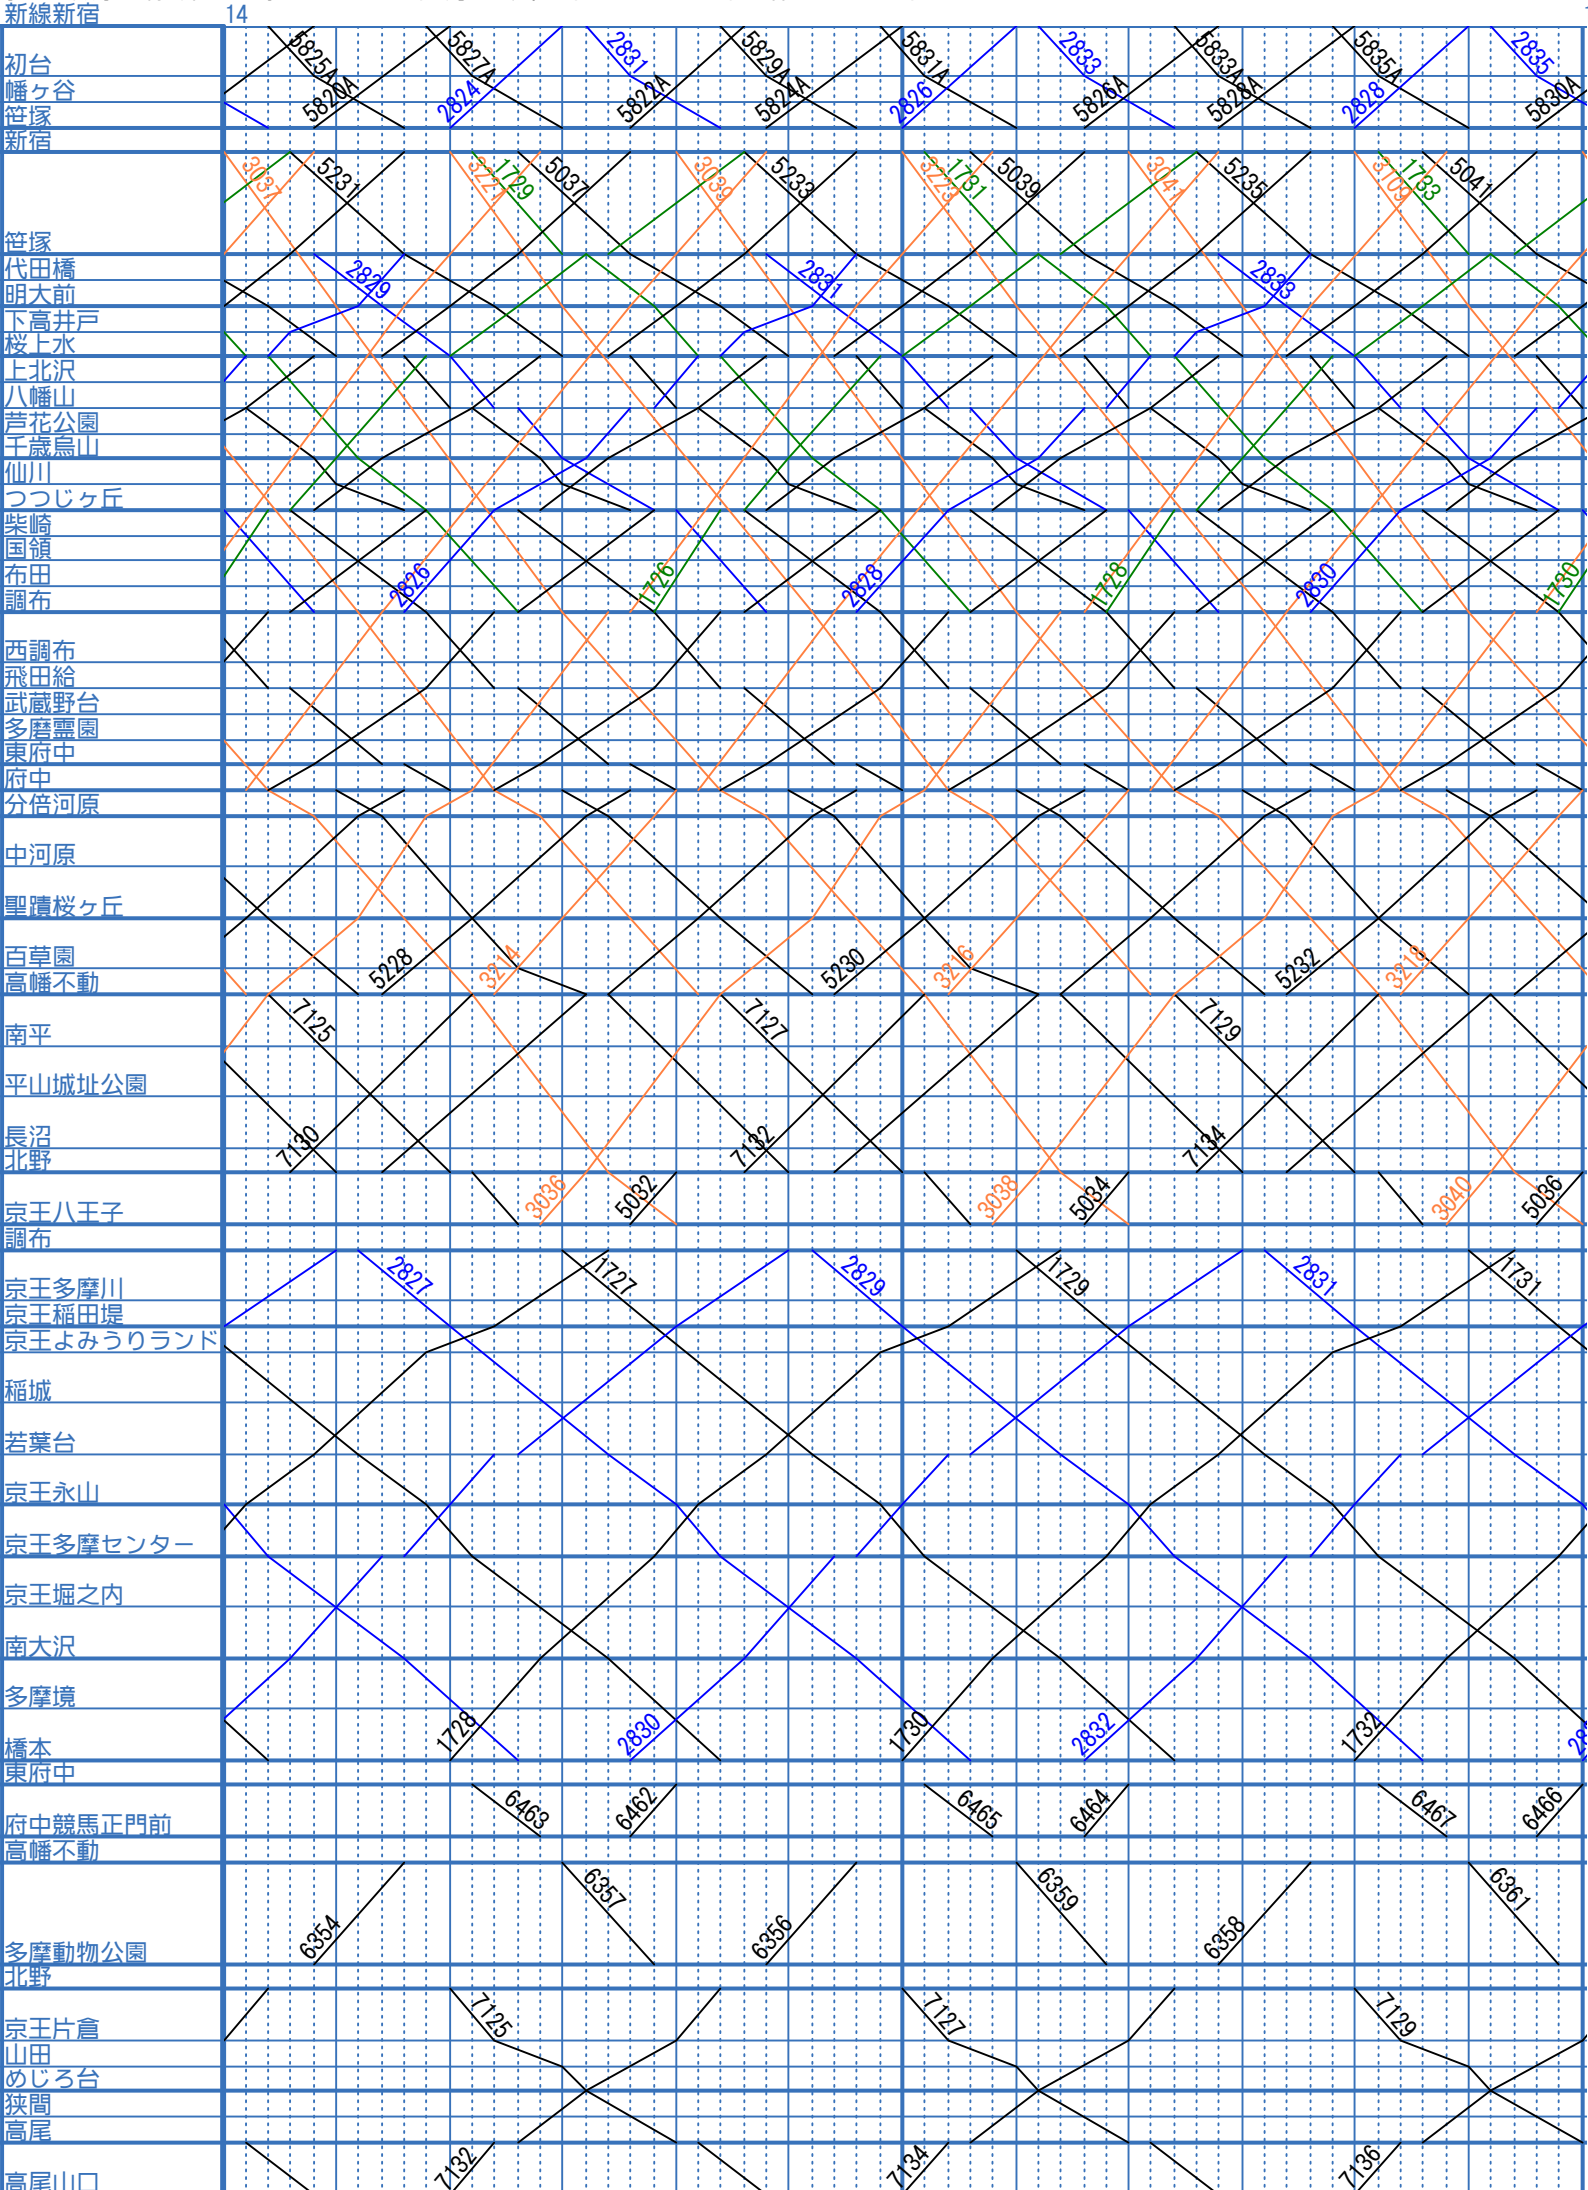 新線新宿 14
初台
幡ヶ谷
笹塚
5825A 5820A 5827A 2824 2831 5822A 5829A 5824A 5831A 2826 2833 5826A 5833A 5828A 5835A 2828 2835 5830A
新宿
3037 5231 3221 1729 5037 3039 5233 3223 1731 5039 3041 5235 3109 1733 5041
笹塚
代田橋
2829 2831 2833
明大前
下高井戸
桜上水
上北沢
八幡山
芦花公園
千歳烏山
仙川
つつじヶ丘
柴崎
国領
布田
2826 1726 2828 1728 2830 1730
調布
西調布
飛田給
武蔵野台
多磨霊園
東府中
府中
分倍河原
中河原
聖蹟桜ヶ丘
百草園
5228 3214 5230 3216 5232 3218
高幡不動
7125 7127 7129
南平
平山城址公園
長沼
7130 7132 7134
北野
3036 5032 3038 5034 3040 5036
京王八王子
調布
2827 1727 2829 1729 2831 1731
京王多摩川
京王稲田堤
京王よみうりランド
稲城
若葉台
京王永山
京王多摩センター
京王堀之内
南大沢
多摩境
1728 2830 1730 2832 1732
橋本
東府中
6463 6462 6465 6464 6467 6466
府中競馬正門前
高幡不動
6354 6357 6356 6359 6358 6361
多摩動物公園
北野
7125 7127 7129
京王片倉
山田
めじろ台
狭間
高尾
7132 7134 7136
高尾山口